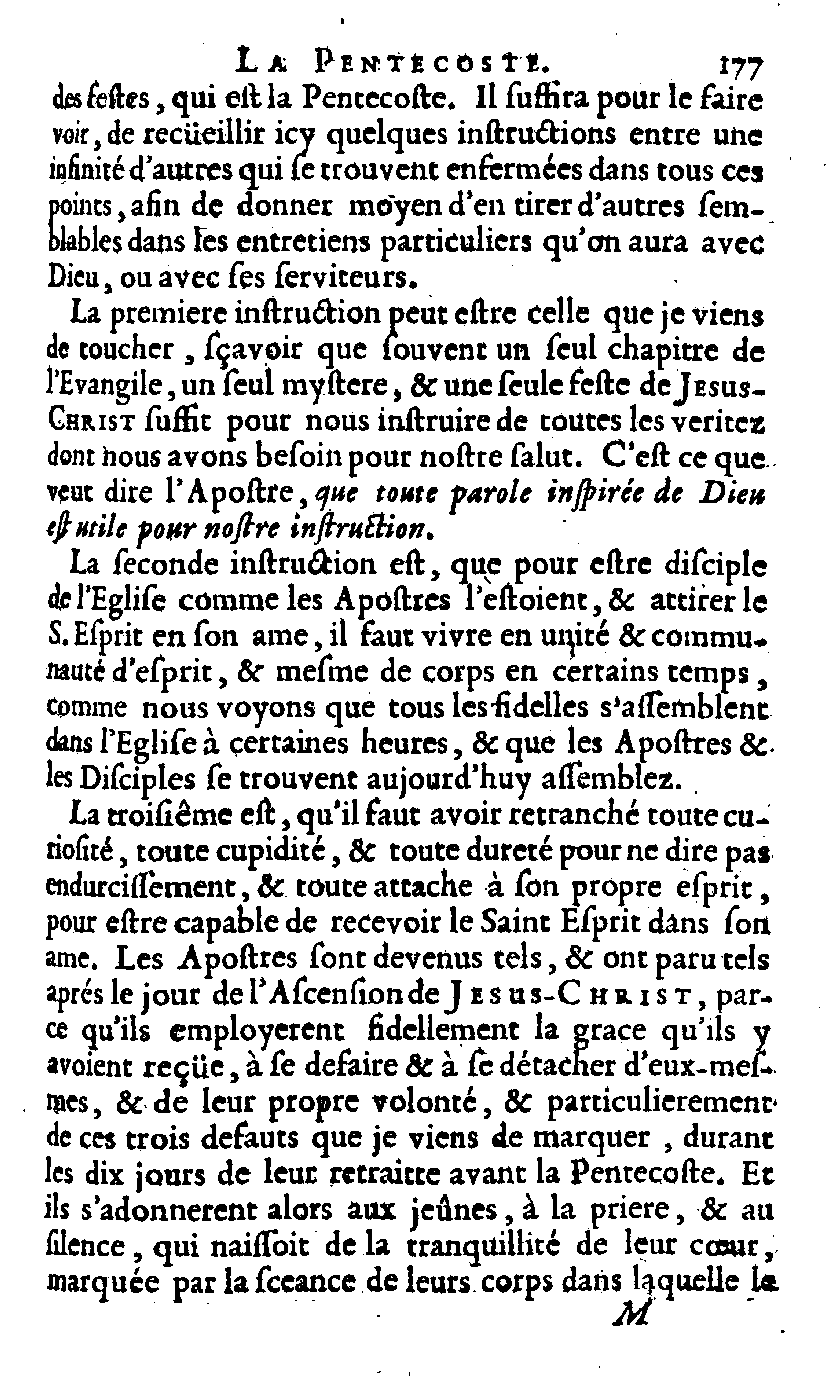 LA PENTECOSTE. 177
des festes, qui eſt la Pentecoſte. Il ſuffira pour le faire
voir, de recüeillir icy quelques inſtructions entre une
infinité d'autres qui ſe trouvent enfermées dans tous ces
points, afin de donner moyen d'en tirer d'autres ſem-
blables dans les entretiens particuliers qu'on aura avec
Dieu, ou avec ſes ſerviteurs.
La premiere inſtruction peut eſtre celle que je viens
de toucher, ſçavoir que ſouvent un ſeul chapitre de
l'Evangile, un ſeul myſtere, & une ſeule feſte de JESUS-
CHRIST ſuffit pour nous inſtruire de toutes les veritez
dont nous avons beſoin pour noſtre ſalut. C'eſt ce que
veut dire l'Apoſtre, que toute parole inſpirée de Dieu
eſt utile pour noſtre inſtruction.
La ſeconde inſtruction eſt, que pour eſtre diſciple
de l'Egliſe comme les Apoſtres l'eſtoient, & attirer le
S. Eſprit en ſon ame, il faut vivre en unité & commu-
nauté d'eſprit, & meſme de corps en certains temps,
comme nous voyons que tous les fidelles s'aſſemblent
dans l'Egliſe à certaines heures, & que les Apoſtres &
les Diſciples ſe trouvent aujourd'huy aſſemblez.
La troiſiême eſt, qu'il faut avoir retranché toute cu-
rioſité, toute cupidité, & toute dureté pour ne dire pas
endurciſſement, & toute attache à ſon propre eſprit,
pour eſtre capable de recevoir le Saint Eſprit dans ſon
ame. Les Apoſtres ſont devenus tels, & ont paru tels
aprés le jour de l'Aſcenſion de JESUS-CHRIST, par-
ce qu'ils employerent fidellement la grace qu'ils y
avoient reçüe, à ſe defaire & à ſe détacher d'eux-meſ-
mes, & de leur propre volonté, & particulierement
de ces trois defauts que je viens de marquer, durant
les dix jours de leur retraitte avant la Pentecoſte. Et
ils s'adonnerent alors aux jeûnes, à la priere, & au
ſilence, qui naiſſoit de la tranquillité de leur cœur,
marquée par la ſceance de leurs corps dans laquelle le
M